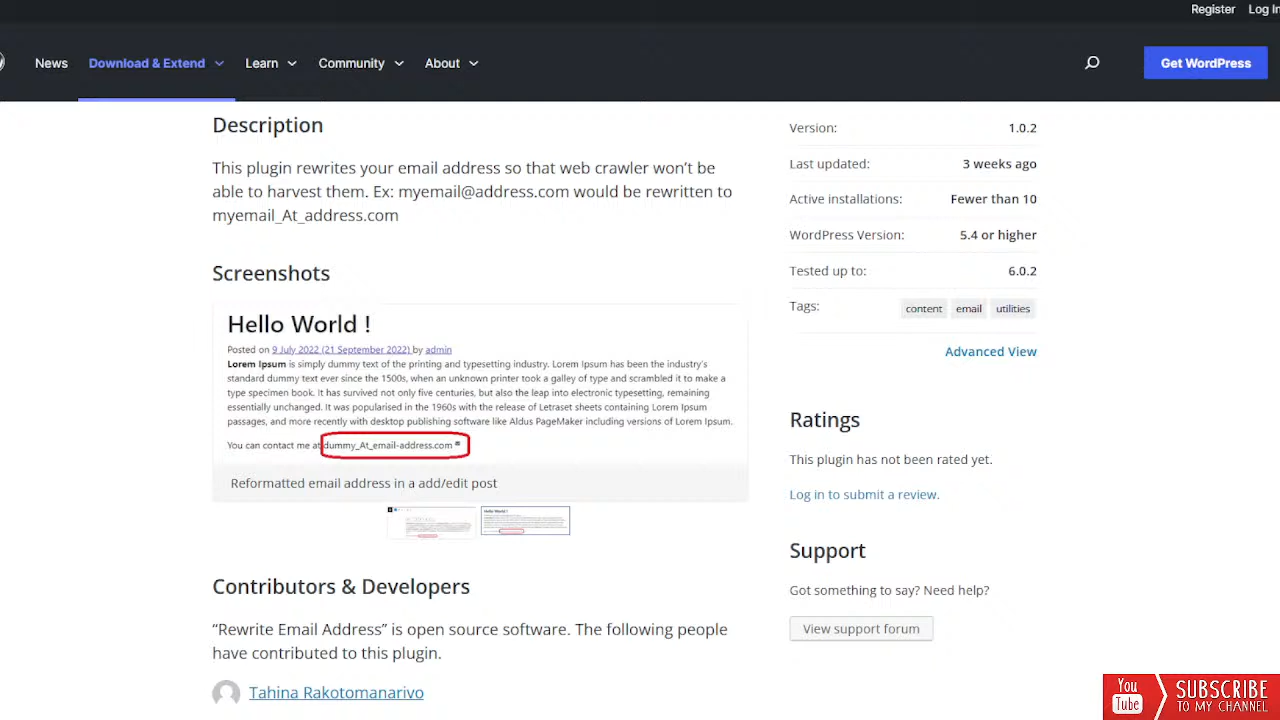 Register Log In
News Download & Extend Learn Community About Get WordPress
Description
This plugin rewrites your email address so that web crawler won’t be
able to harvest them. Ex: myemail@address.com would be rewritten to
myemail_At_address.com
Screenshots
Hello World !
Posted on 9 July 2022 (21 September 2022) by admin
Lorem Ipsum is simply dummy text of the printing and typesetting industry. Lorem Ipsum has been the industry's
standard dummy text ever since the 1500s, when an unknown printer took a galley of type and scrambled it to make a
type specimen book. It has survived not only five centuries, but also the leap into electronic typesetting, remaining
essentially unchanged. It was popularised in the 1960s with the release of Letraset sheets containing Lorem Ipsum
passages, and more recently with desktop publishing software like Aldus PageMaker including versions of Lorem Ipsum.
You can contact me at dummy_At_email-address.com
Reformatted email address in a add/edit post
Hello World !
Contributors & Developers
“Rewrite Email Address” is open source software. The following people
have contributed to this plugin.
Tahina Rakotomanarivo
Version: 1.0.2
Last updated: 3 weeks ago
Active installations: Fewer than 10
WordPress Version: 5.4 or higher
Tested up to: 6.0.2
Tags: content email utilities
Advanced View
Ratings
This plugin has not been rated yet.
Log in to submit a review.
Support
Got something to say? Need help?
View support forum
You Tube
SUBSCRIBE
TO MY CHANNEL